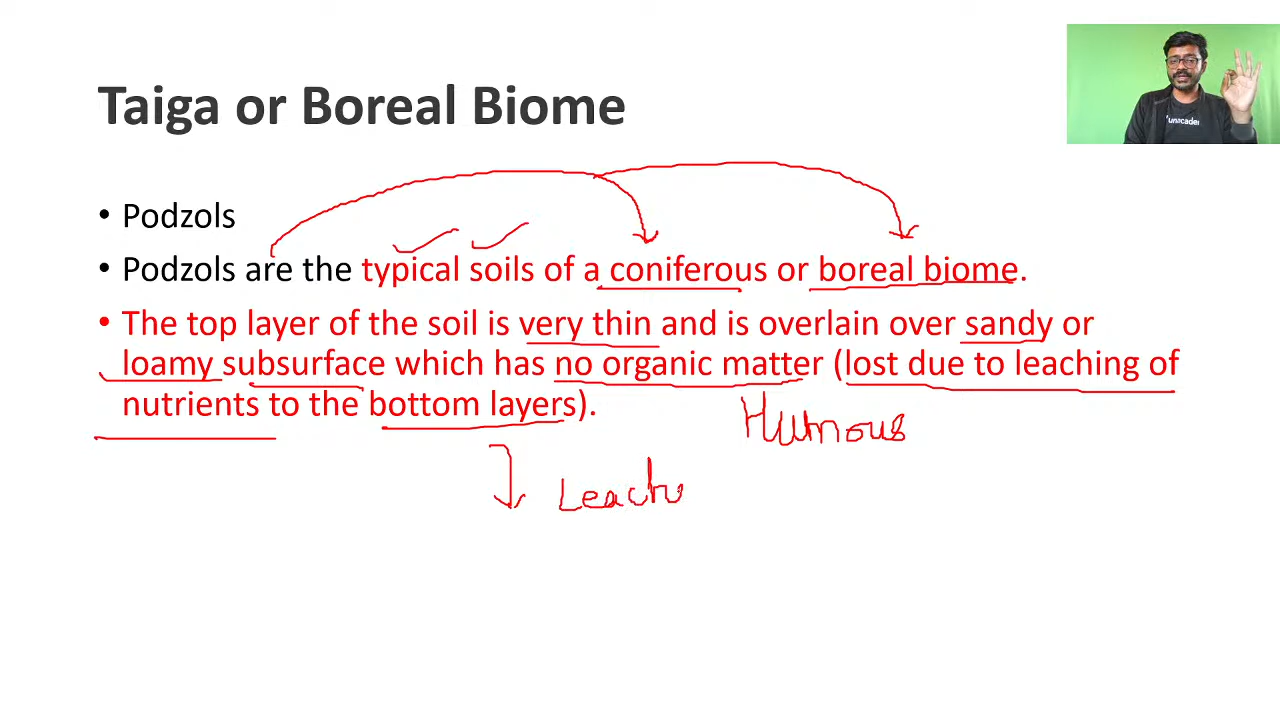 Taiga or Boreal Biome
• Podzols
• Podzols are the typical soils of a coniferous or boreal biome.
• The top layer of the soil is very thin and is overlain over sandy or
loamy subsurface which has no organic matter (lost due to leaching of
nutrients to the bottom layers).
Humous